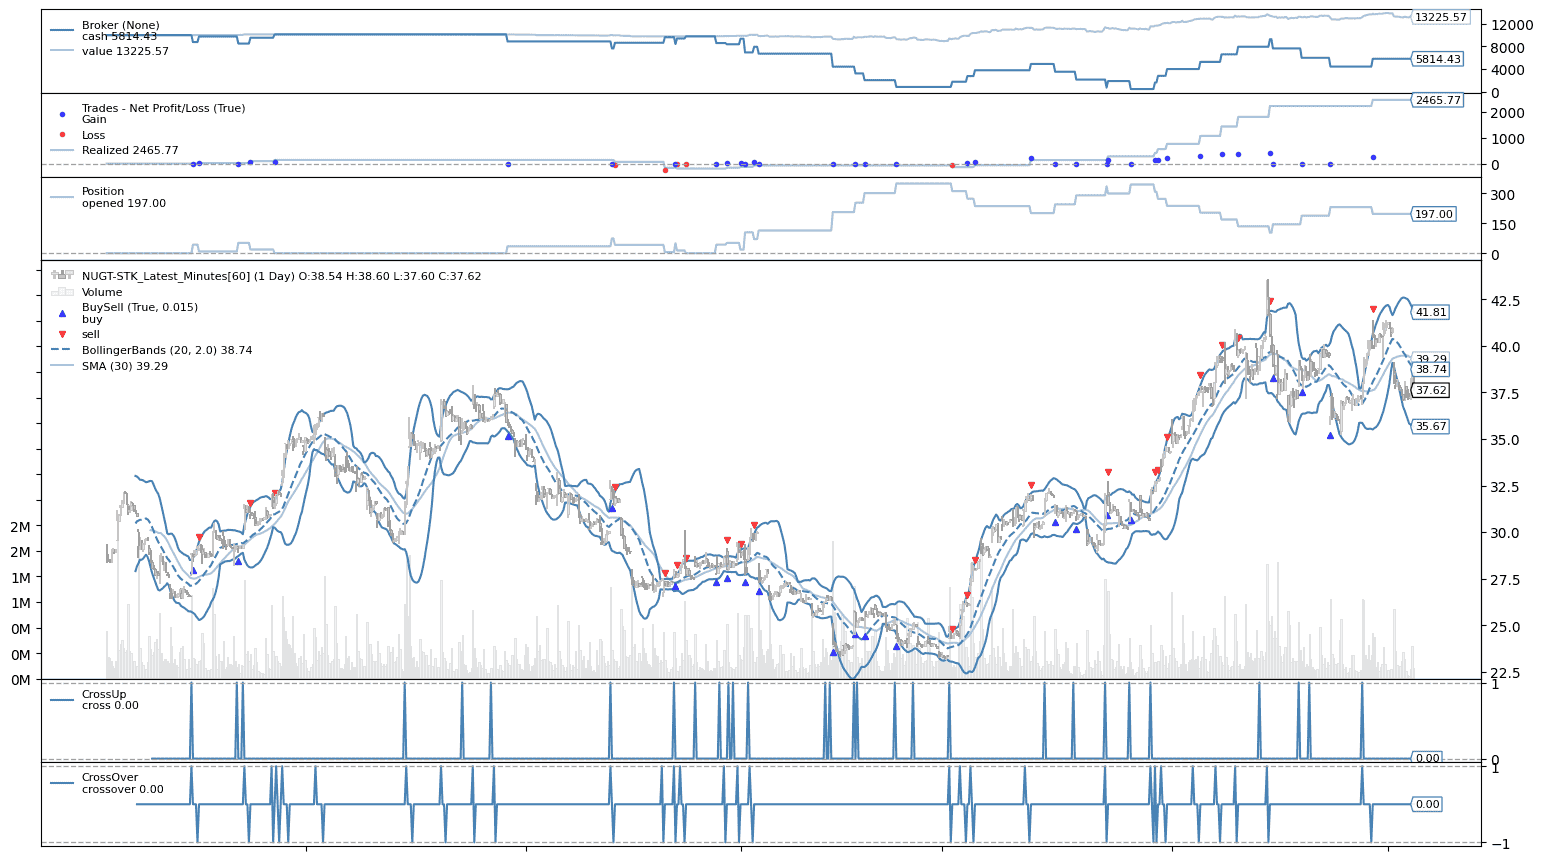 Broker (None)
cash 5814.43
value 13225.57
13225.57
12000
8000
5814.43
4000
0
Trades - Net Profit/Loss (True)
Gain
Loss
Realized 2465.77
2465.77
2000
1000
0
Position
opened 197.00
300
197.00
150
0
NUGT-STK_Latest_Minutes[60] (1 Day) O:38.54 H:38.60 L:37.60 C:37.62
Volume
BuySell (True, 0.015)
buy
sell
BollingerBands (20, 2.0) 38.74
SMA (30) 39.29
42.5
41.81
40.0
39.29
38.74
37.62
37.5
35.67
35.0
32.5
30.0
27.5
25.0
22.5
2M
2M
1M
1M
0M
0M
0M
CrossUp
cross 0.00
1
0.00
0
CrossOver
crossover 0.00
1
0.00
−1